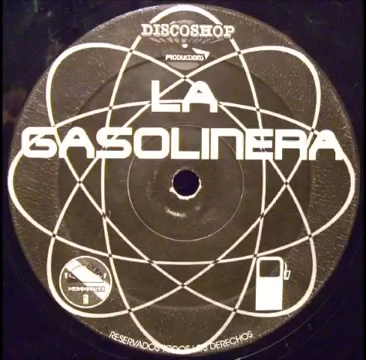 DISCOSHOP
PRODUCTIONS
LA
GASOLINERA
RESERVADOS TODOS LOS DERECHOS